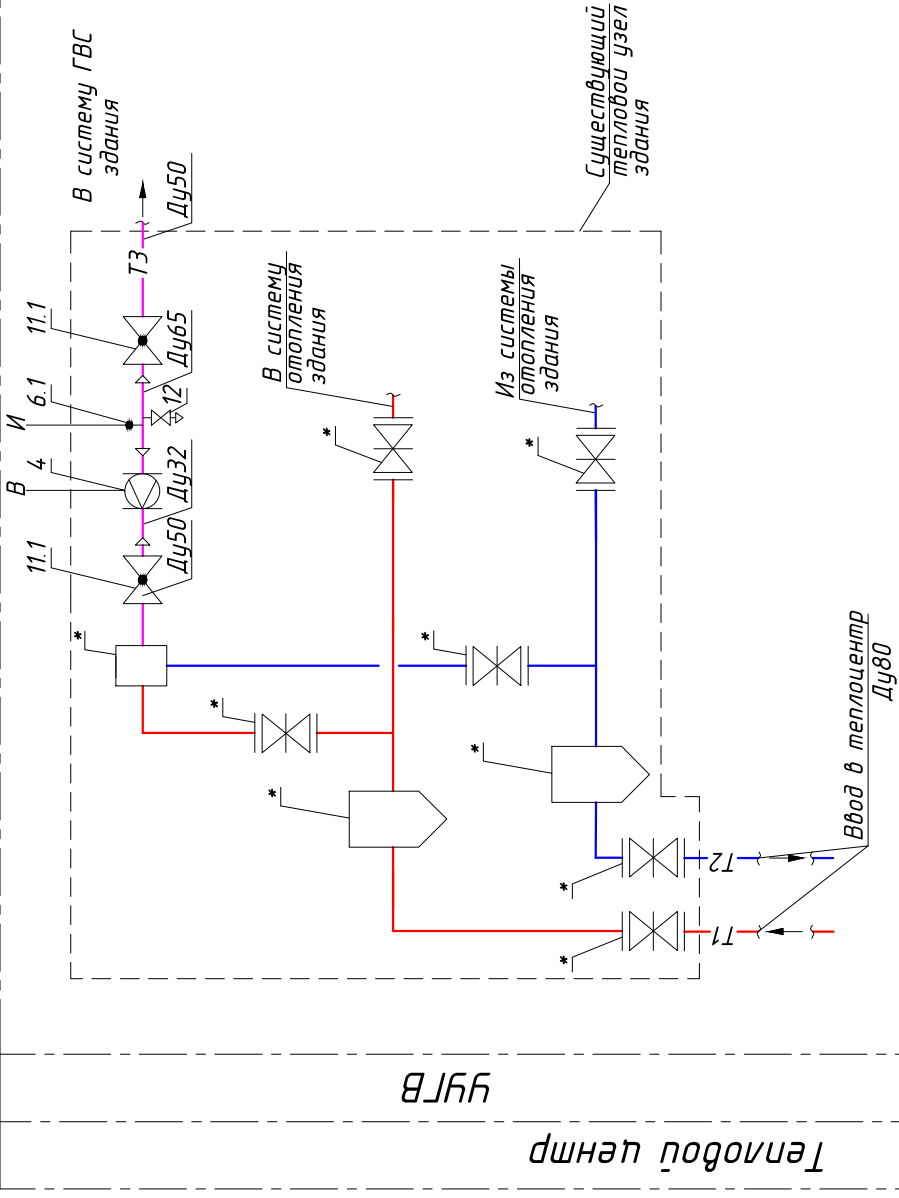 В систему ГВС
здания
Ду50
Т3
11.1
Ду65
6.1
И
12
4
В
Ду32
11.1
Ду50
*
В систему
отопления
здания
*
Из системы
отопления
здания
*
Существующий
тепловой узел
здания
*
*
*
*
*
*
Т2
Т1
Ввод в теплоцентр
Ду80
УУГВ
Тепловой центр